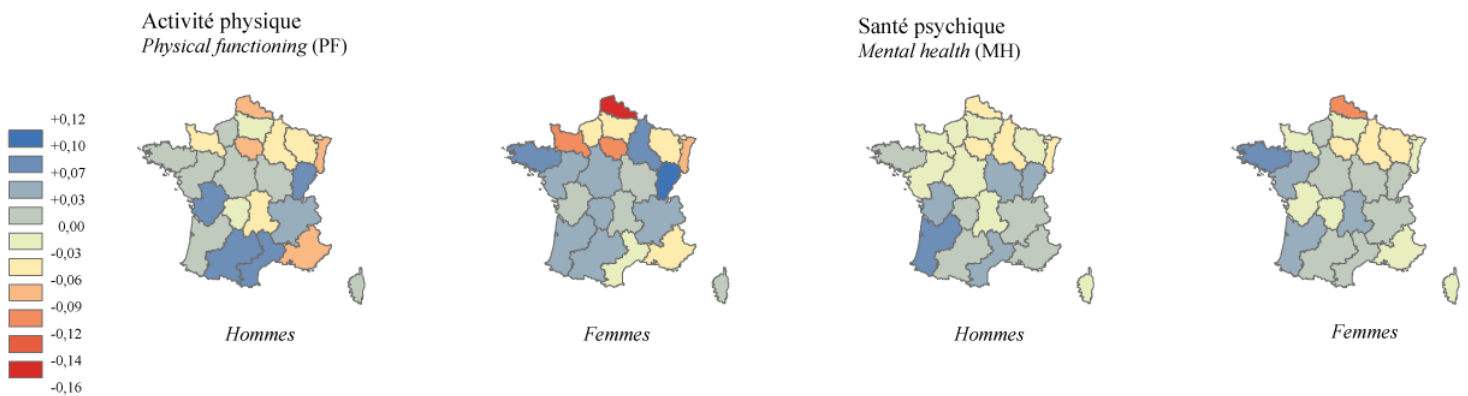 Activité physique
Physical functioning (PF)
Santé psychique
Mental health (MH)
+0,12
+0,10
+0,07
+0,03
0,00
-0,03
-0,06
-0,09
-0,12
-0,14
-0,16
Hommes
Femmes
Hommes
Femmes